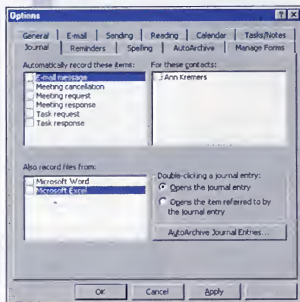 Options
General E-mail Sending Reading Calendar Tasks/Notes
Journal Reminders Spelling AutoArchive Manage Forms
Automatically record these items:
E-mail message
Meeting cancellation
Meeting request
Meeting response
Task request
Task response
For these contacts:
Ann Kremers
Also record files from:
Microsoft Word
Microsoft Excel
Double-clicking a journal entry:
Opens the journal entry
Opens the item referred to by
the journal entry
AutoArchive Journal Entries...
OK Cancel Apply